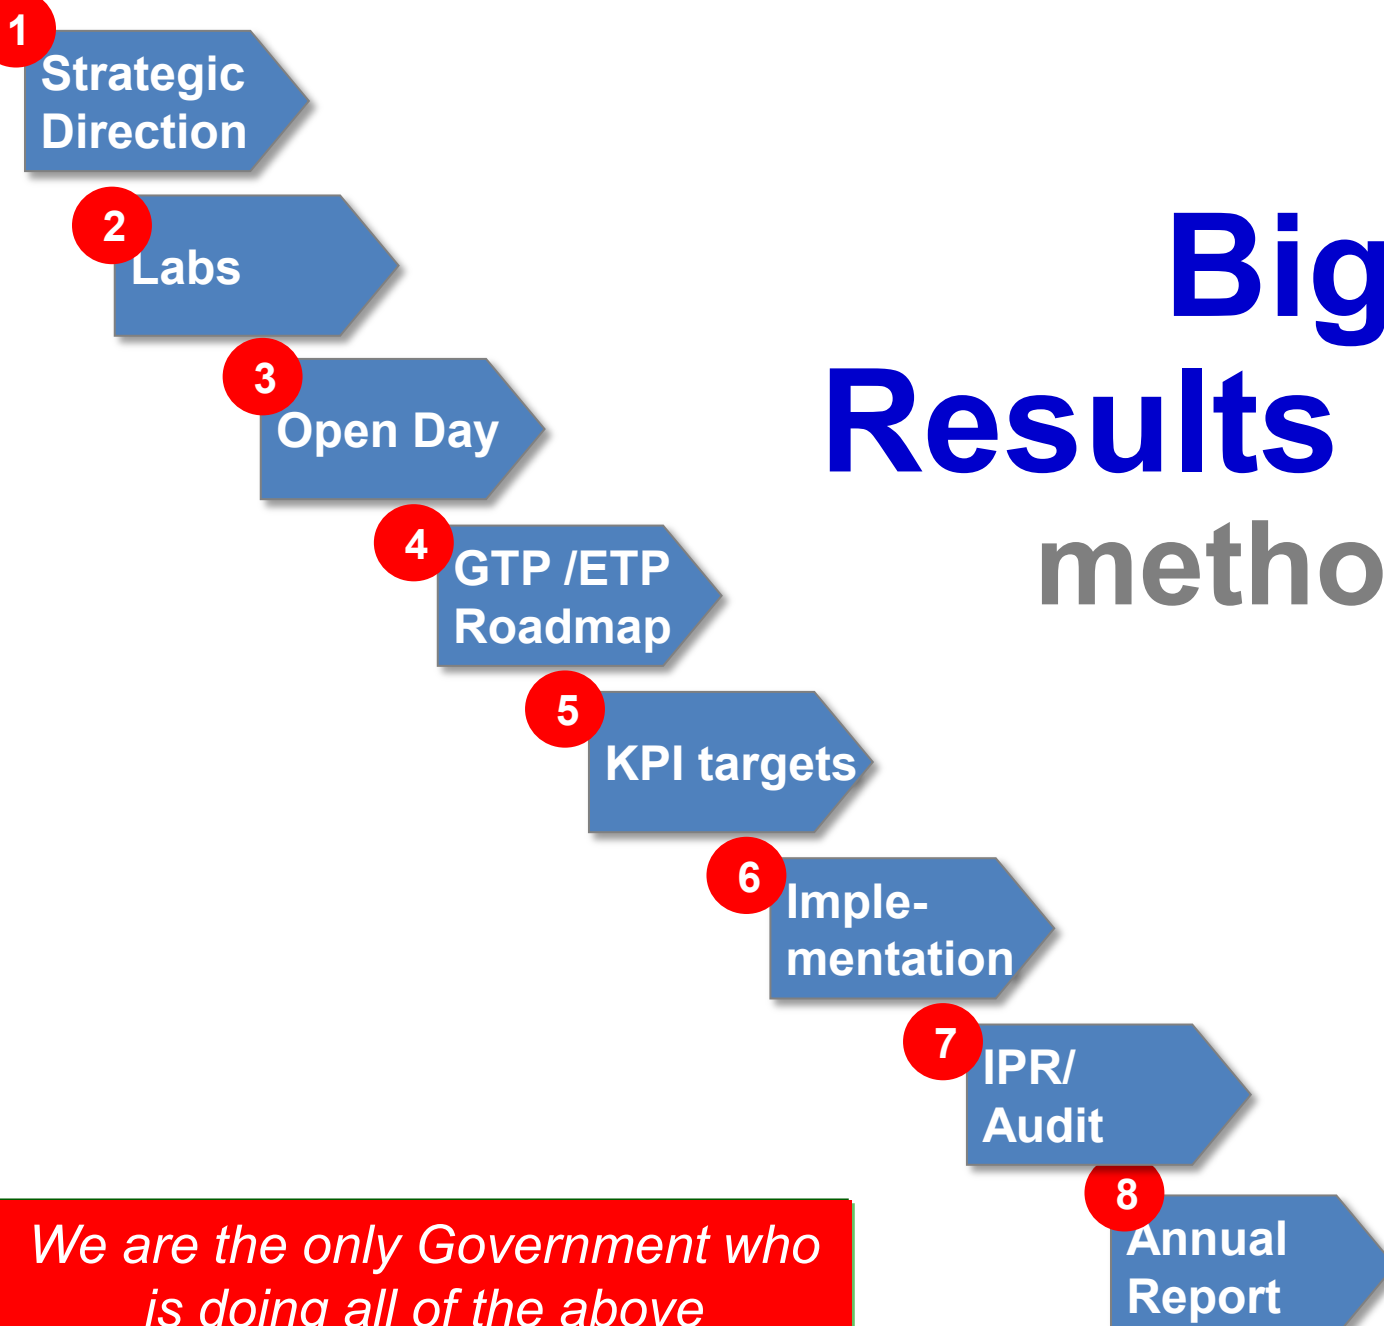 1
Strategic
Direction
2
Labs
3
Open Day
4
GTP /ETP
Roadmap
5
KPI targets
6
Imple-
mentation
7
IPR/
Audit
8
Annual
Report
Big
Results
metho
We are the only Government who
is doing all of the above